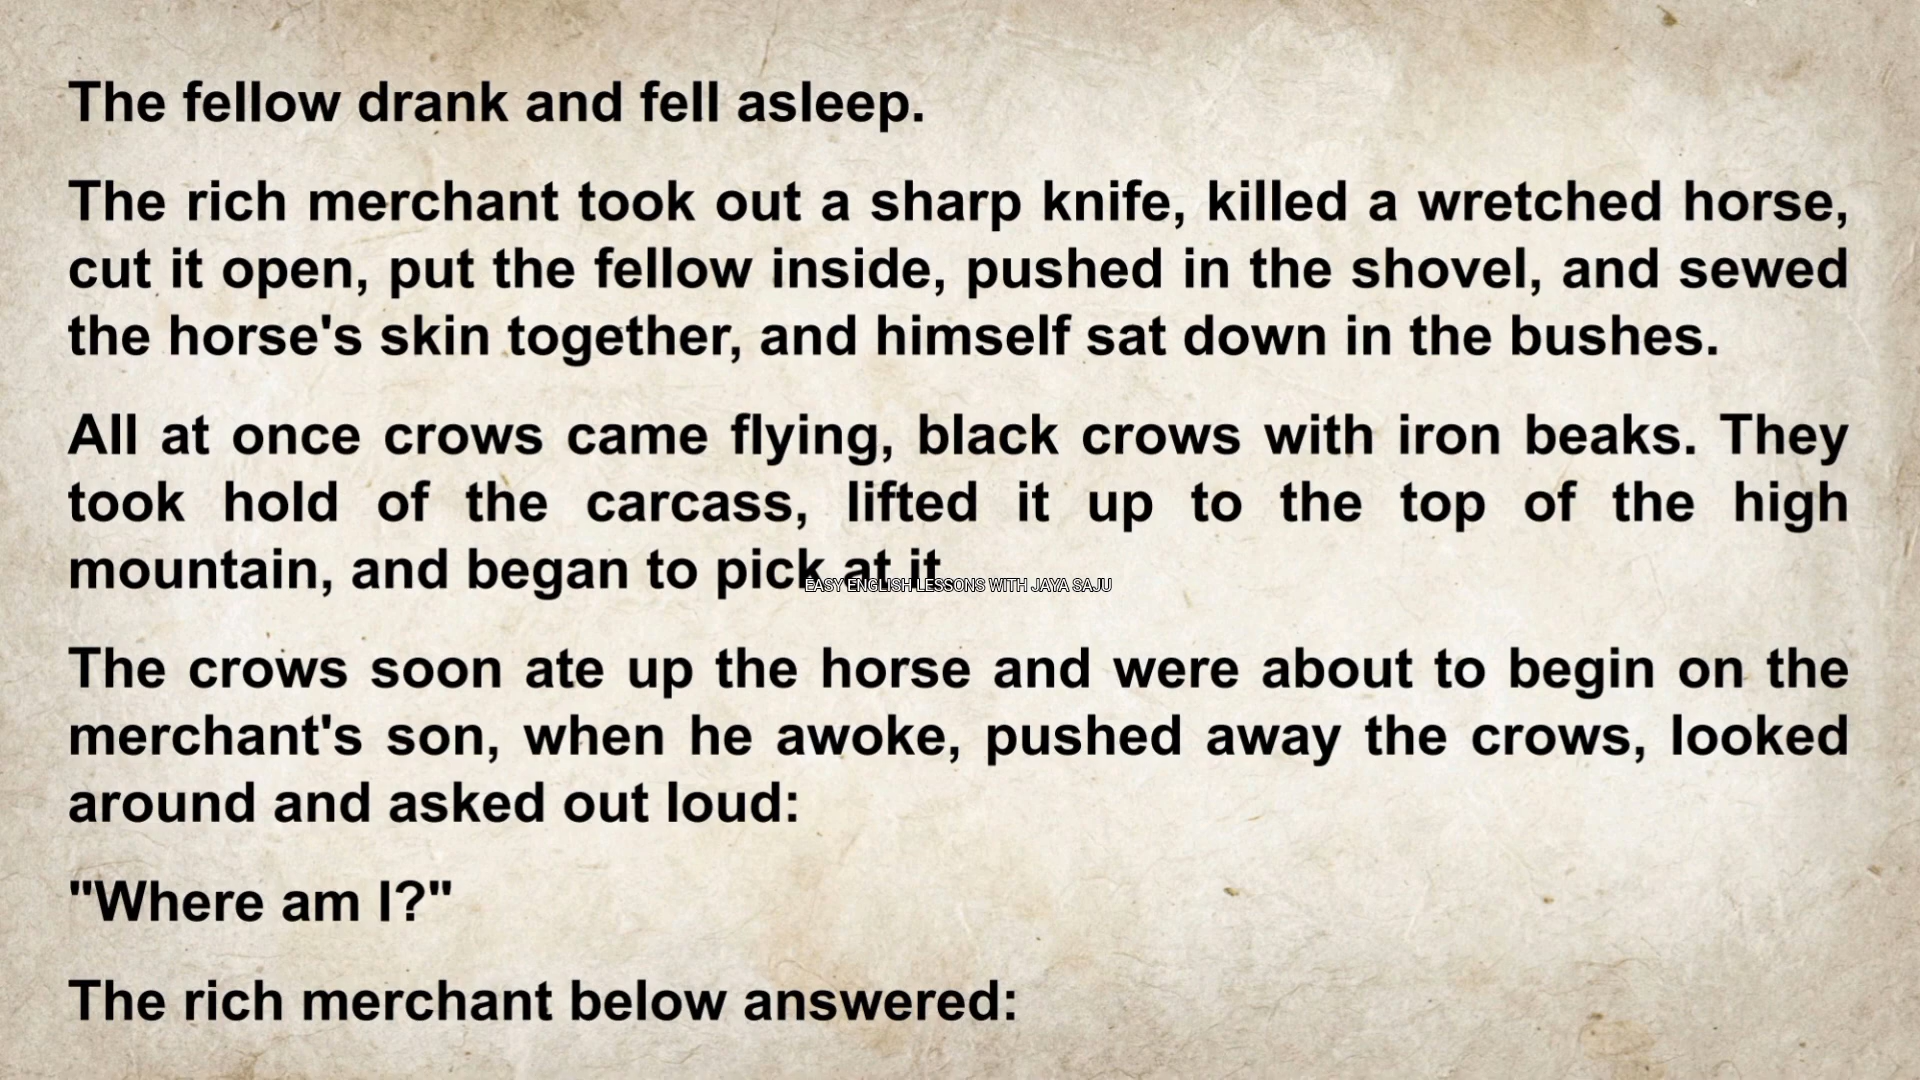 The fellow drank and fell asleep.
The rich merchant took out a sharp knife, killed a wretched horse,
cut it open, put the fellow inside, pushed in the shovel, and sewed
the horse's skin together, and himself sat down in the bushes.
All at once crows came flying, black crows with iron beaks. They
took hold of the carcass, lifted it up to the top of the high
mountain, and began to pick at it
EASY ENGLISH LESSONS WITH JAYA SAJU
The crows soon ate up the horse and were about to begin on the
merchant's son, when he awoke, pushed away the crows, looked
around and asked out loud:
"Where am I?"
The rich merchant below answered: